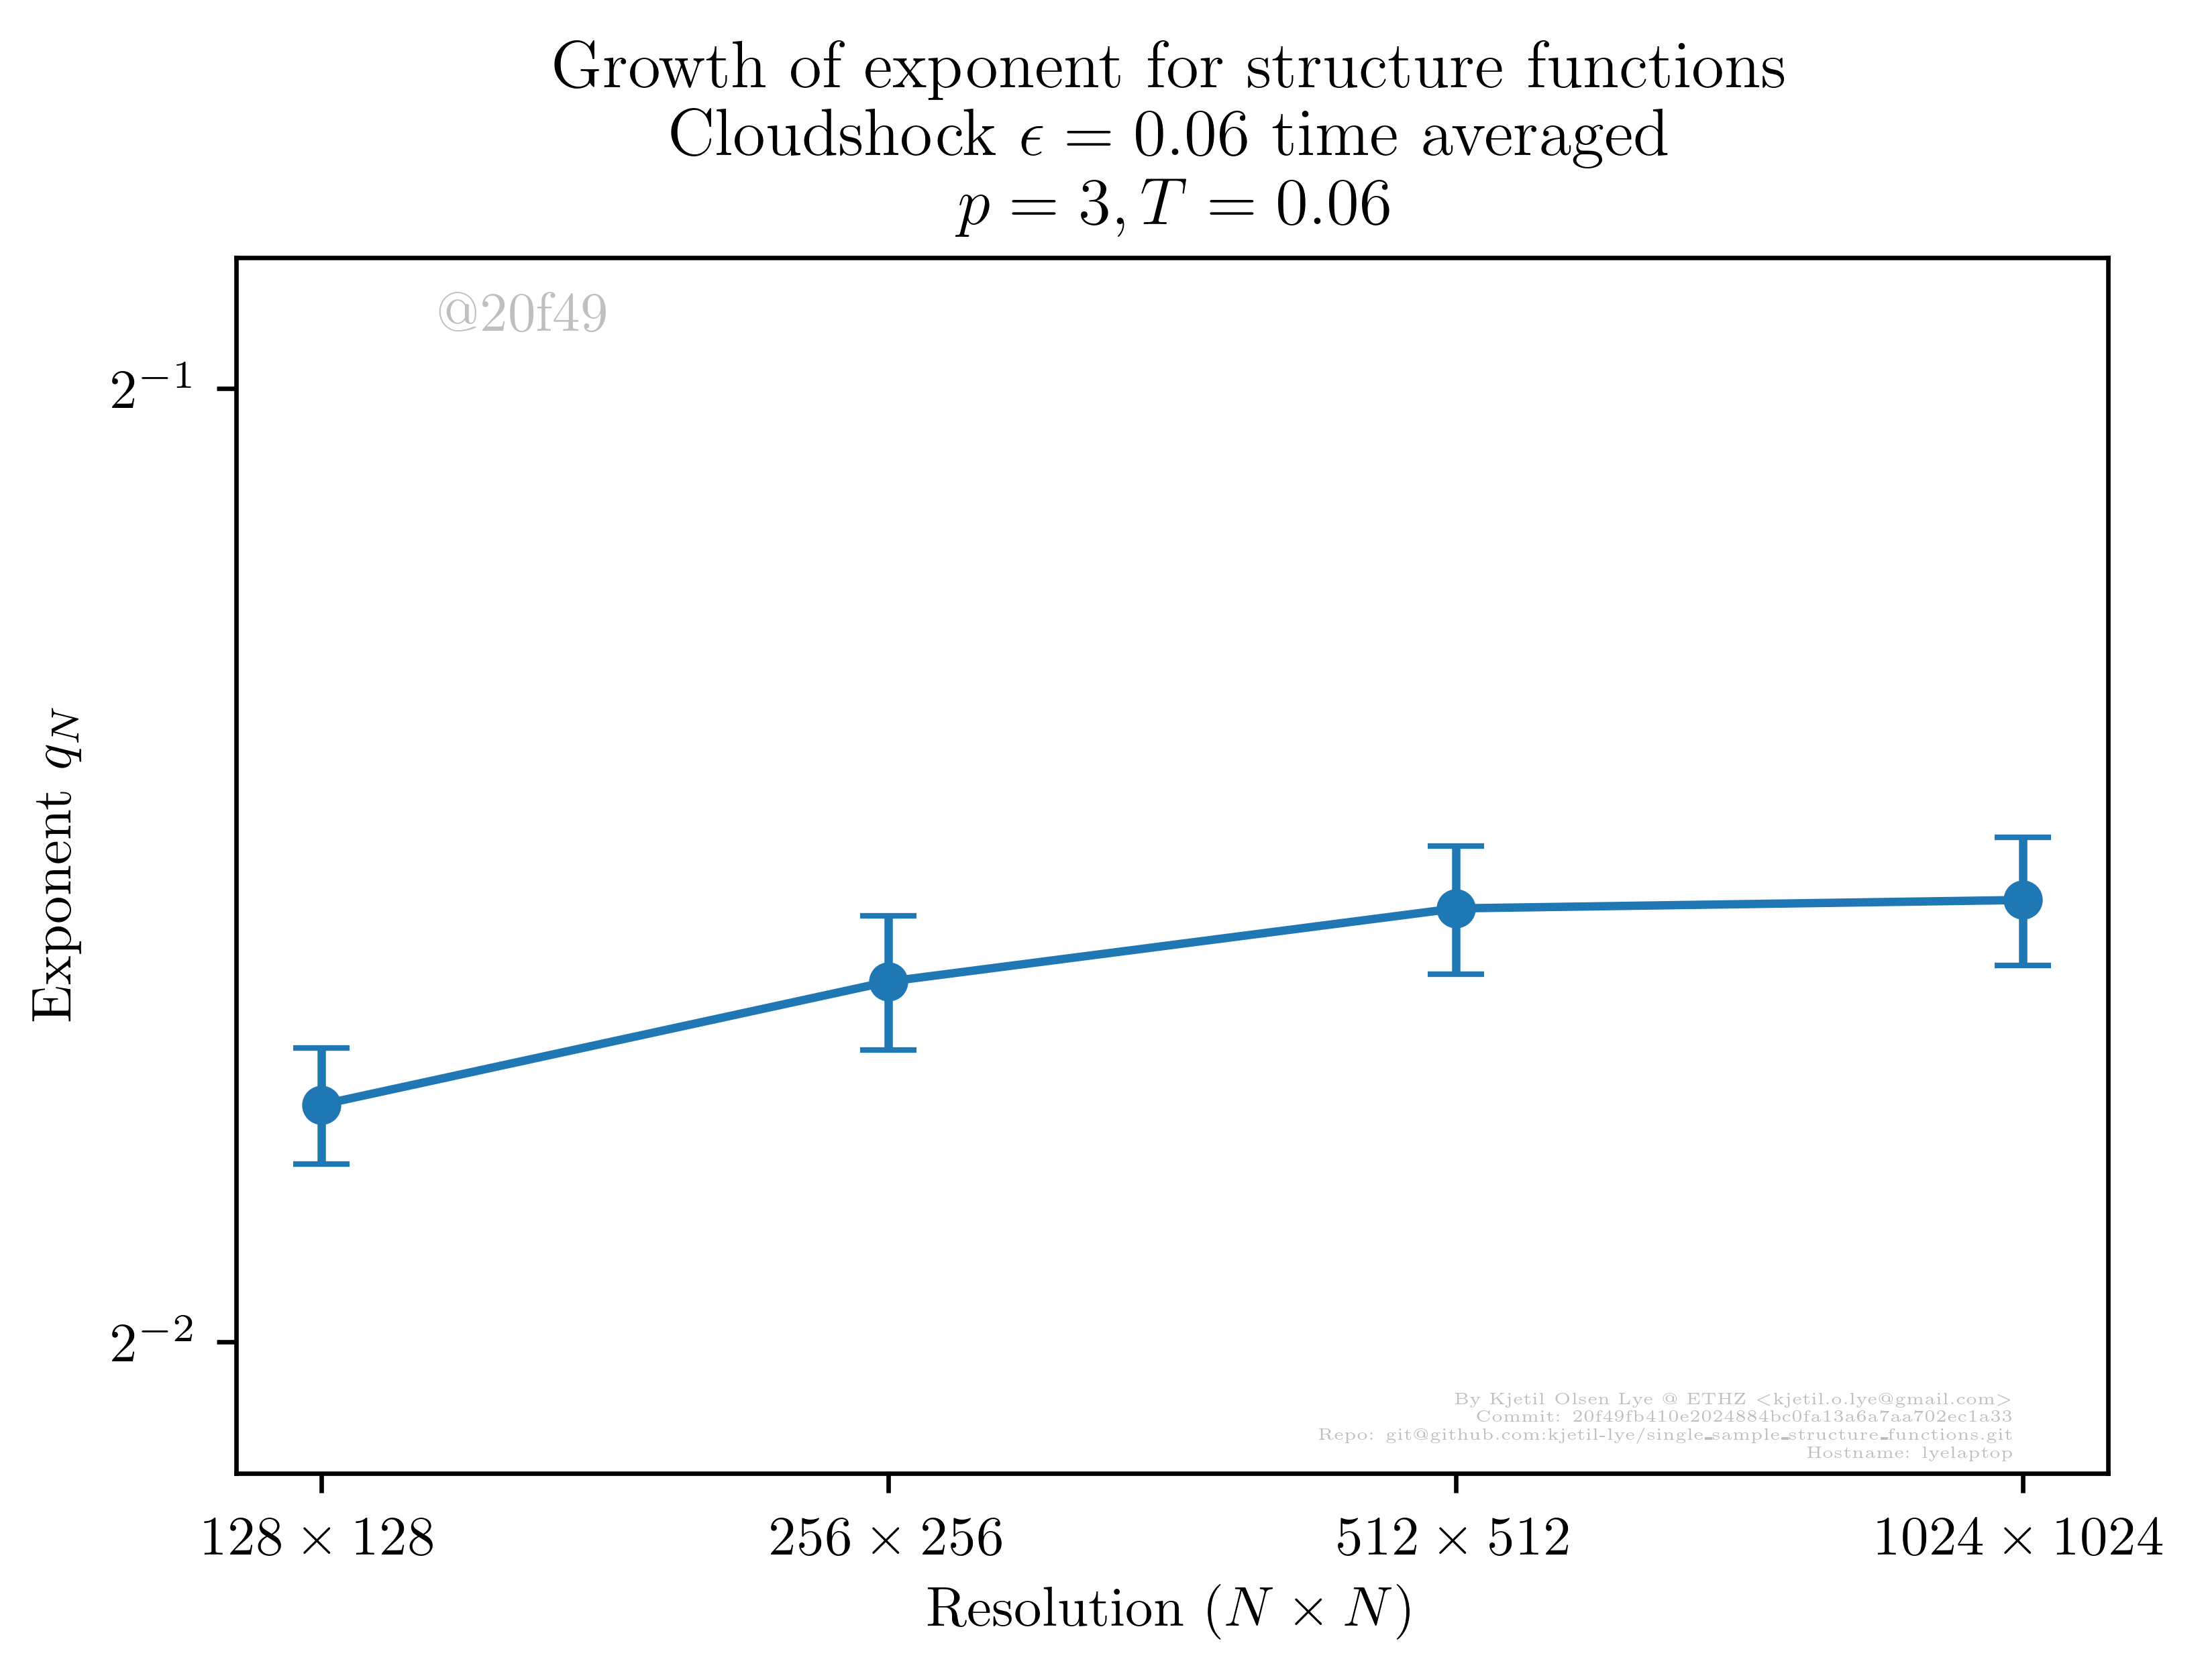 Growth of exponent for structure functions
Cloudshock ϵ = 0.06 time averaged
p = 3, T = 0.06
@20f49
2⁻¹
Exponent q_N
2⁻²
By Kjetil Olsen Lye @ ETHZ <kjetil.o.lye@gmail.com>
Commit: 20f49fb410e2024884bc0fa13a6a7aa702ec1a33
Repo: git@github.com:kjetil-lye/single_sample_structure_functions.git
Hostname: lyelaptop
128 × 128 256 × 256 512 × 512 1024 × 1024
Resolution (N × N)